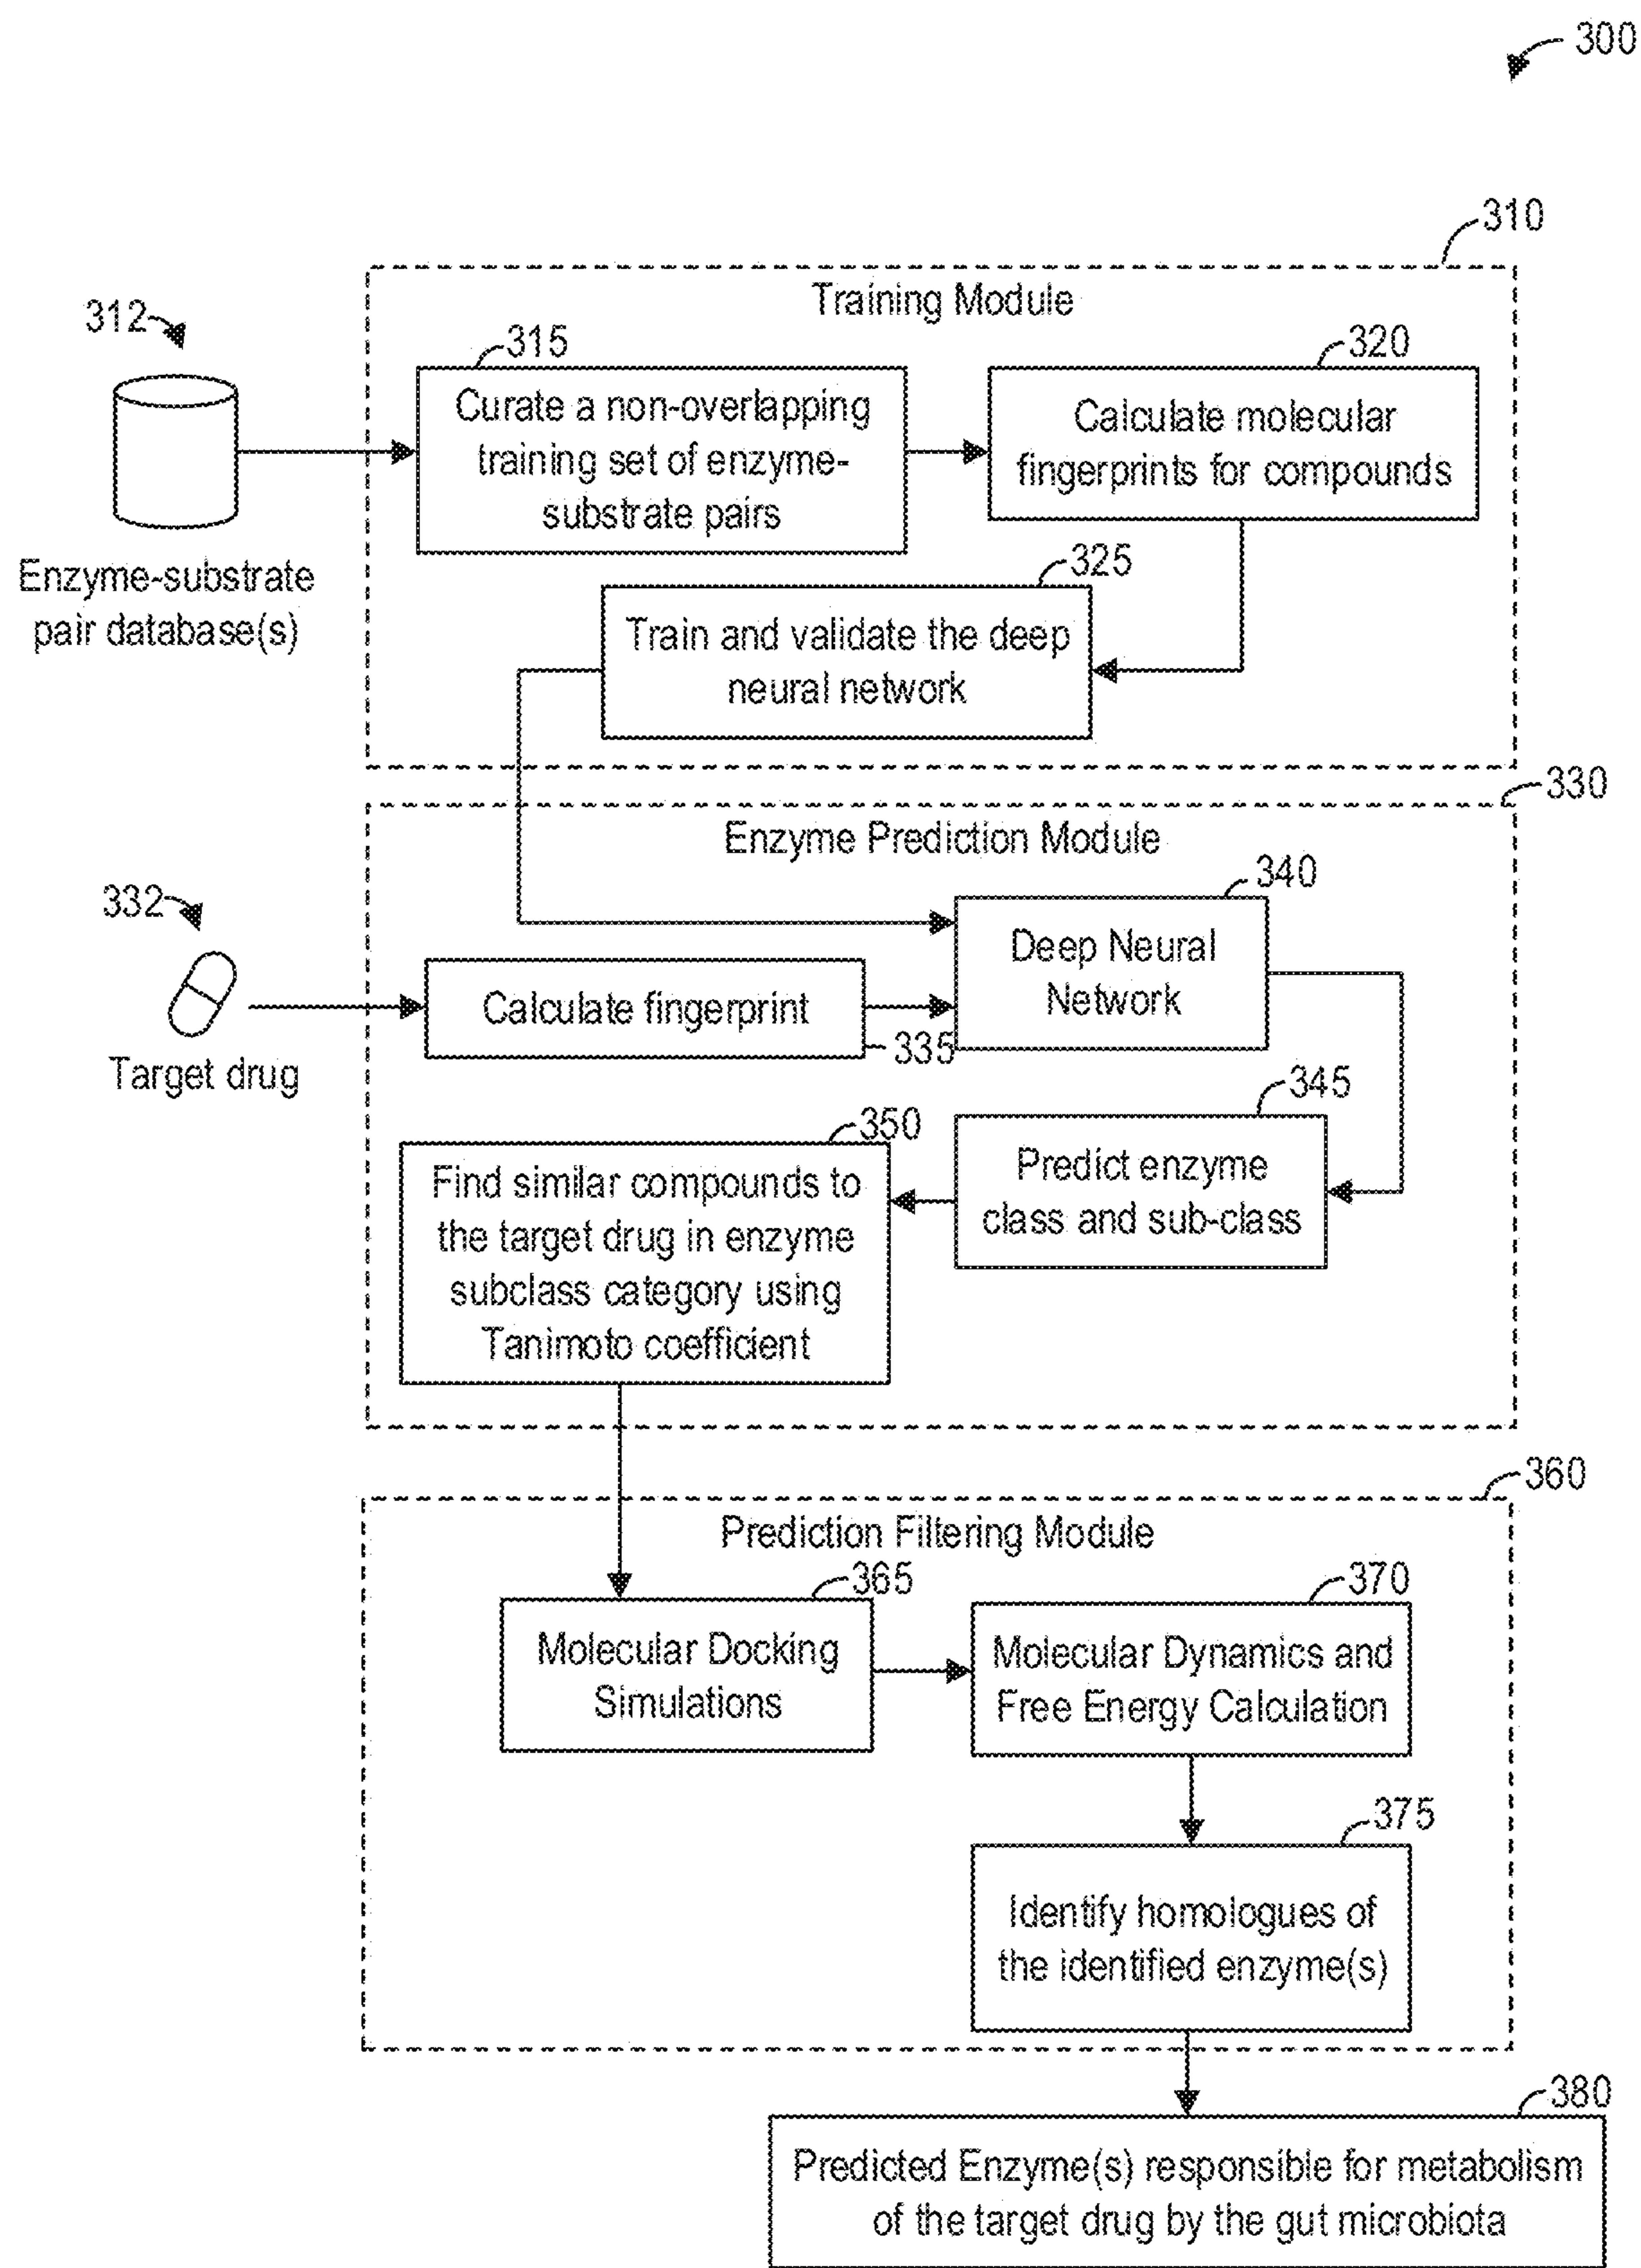 300
310
Training Module
312
315
320
Curate a non-overlapping
training set of enzyme-
substrate pairs
Calculate molecular
fingerprints for compounds
Enzyme-substrate
pair database(s)
325
Train and validate the deep
neural network
330
Enzyme Prediction Module
332
340
Deep Neural
Network
Calculate fingerprint
335
Target drug
345
350
Predict enzyme
class and sub-class
Find similar compounds to
the target drug in enzyme
subclass category using
Tanimoto coefficient
360
Prediction Filtering Module
365
370
Molecular Docking
Simulations
Molecular Dynamics and
Free Energy Calculation
375
Identify homologues of
the identified enzyme(s)
380
Predicted Enzyme(s) responsible for metabolism
of the target drug by the gut microbiota